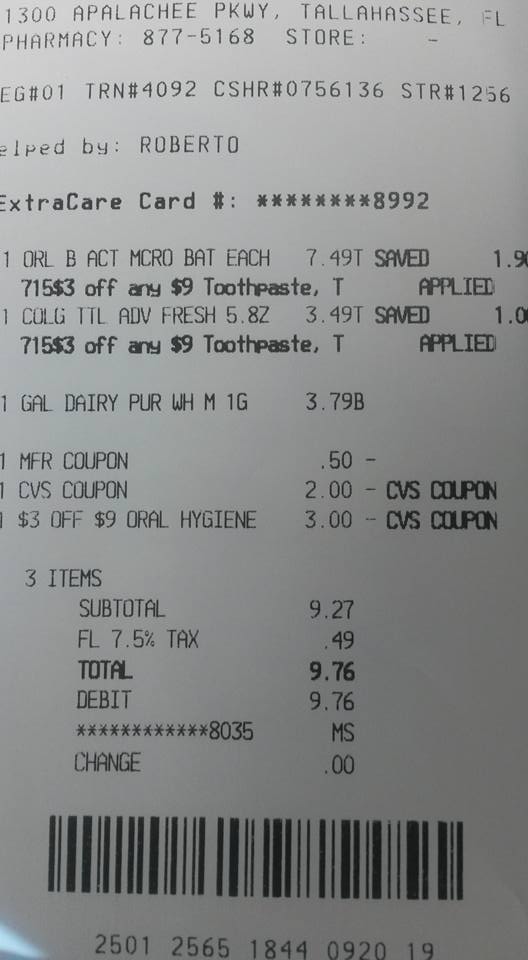 1300 APALACHEE PKWY, TALLAHASSEE, FL
PHARMACY: 877-5168 STORE: -
EG#01 TRN#4092 CSHR#0756136 STR#1256
elped by: ROBERTO
ExtraCare Card #: ********8992
1 ORL B ACT MCRO BAT EACH 7.49T SAVED 1.90
715$3 off any $9 Toothpaste, T APPLIED
1 COLG TTL ADV FRESH 5.8Z 3.49T SAVED 1.00
715$3 off any $9 Toothpaste, T APPLIED
1 GAL DAIRY PUR WH M 1G 3.79B
1 MFR COUPON .50 -
1 CVS COUPON 2.00 - CVS COUPON
1 $3 OFF $9 ORAL HYGIENE 3.00 - CVS COUPON
3 ITEMS
SUBTOTAL 9.27
FL 7.5% TAX .49
TOTAL 9.76
DEBIT 9.76
************8035 MS
CHANGE .00
2501 2565 1844 0920 19